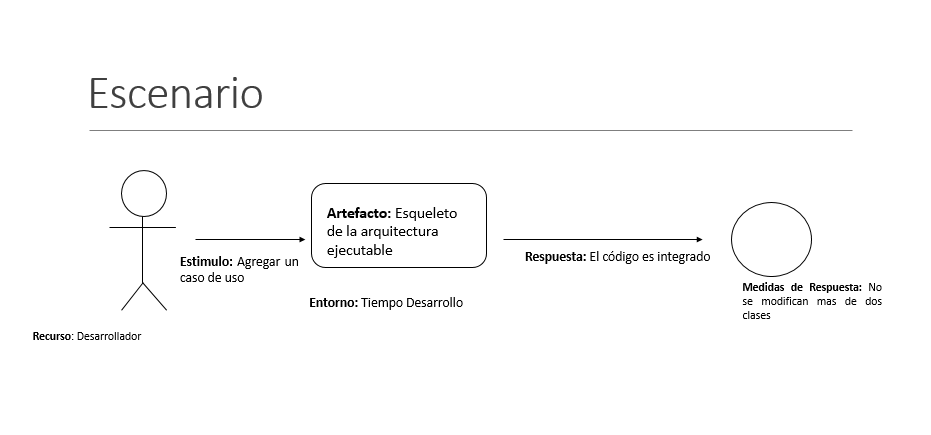 Escenario
Artefacto: Esqueleto
de la arquitectura
ejecutable
Estimulo: Agregar un
caso de uso
Respuesta: El código es integrado
Entorno: Tiempo Desarrollo
Medidas de Respuesta: No
se modifican mas de dos
clases
Recurso: Desarrollador